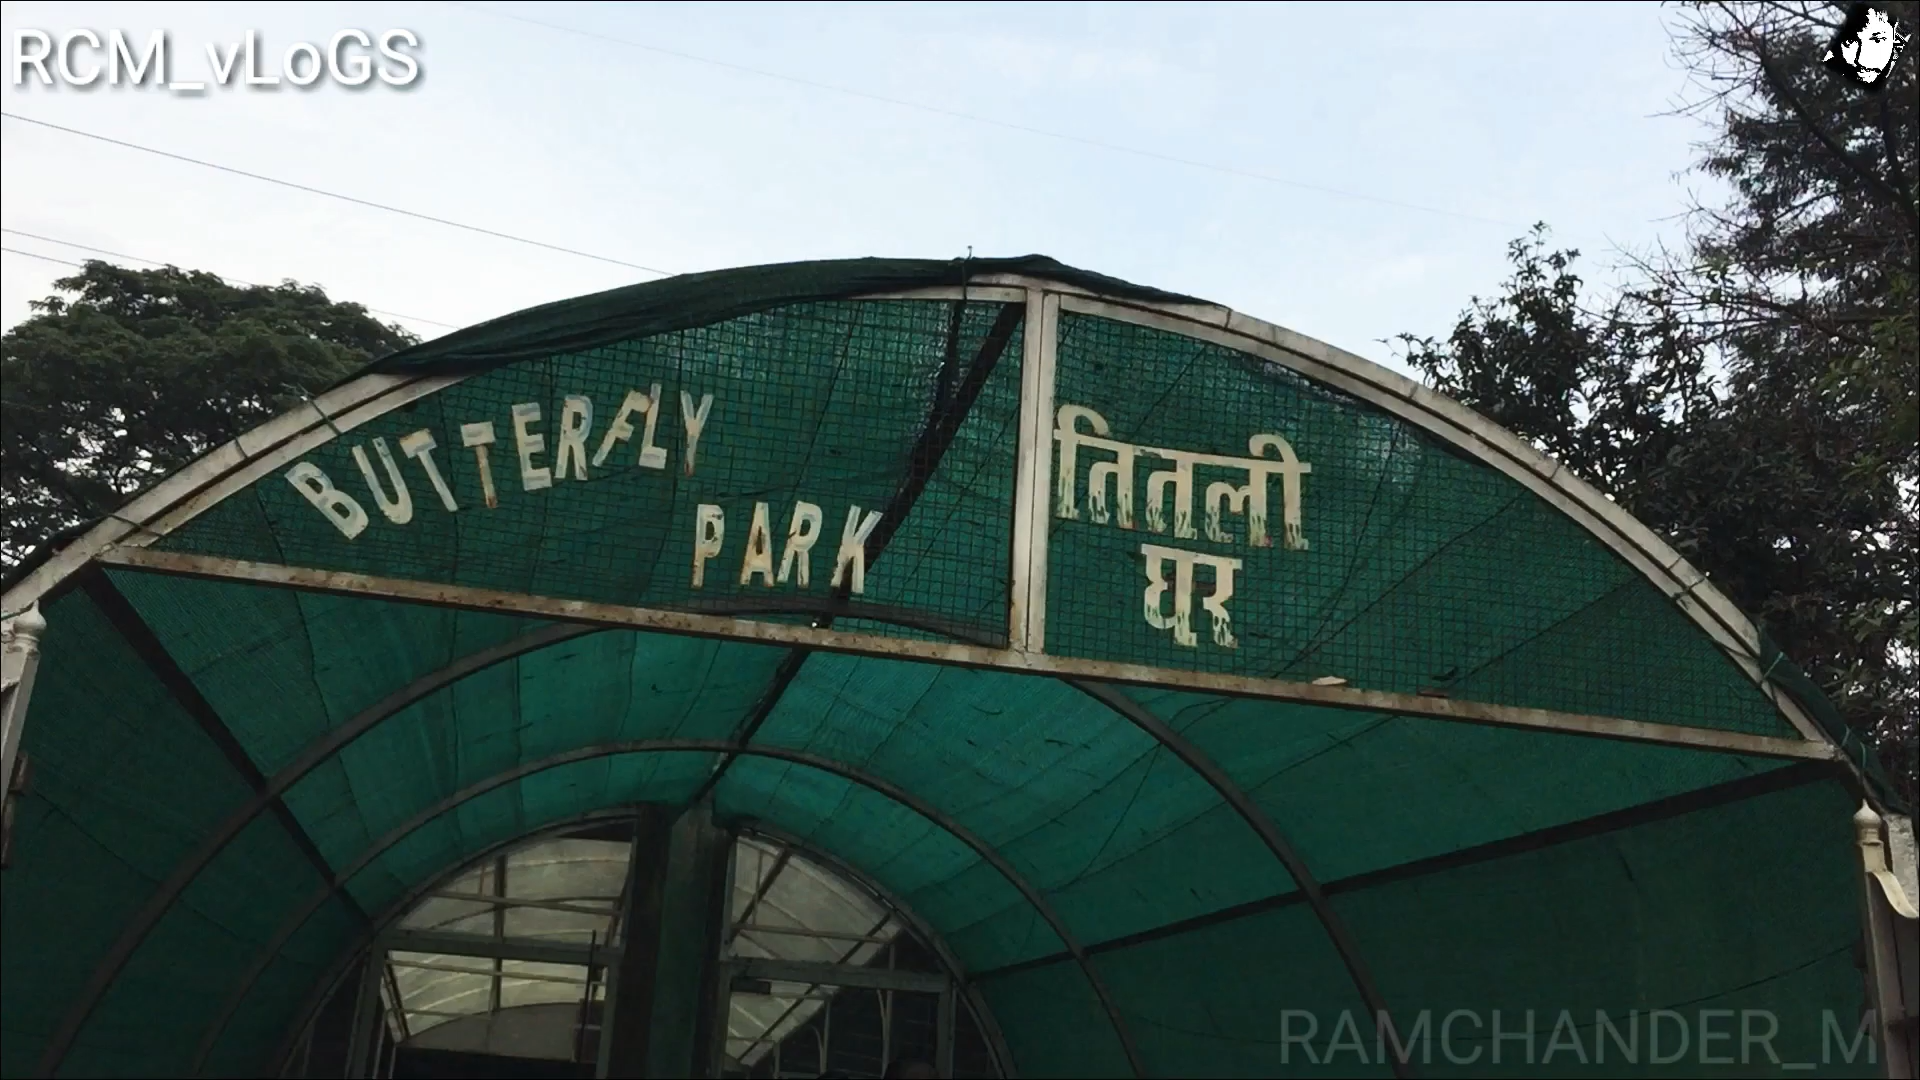 RCM_vLoGS
BUTTERFLY
PARK
तितली
घर
RAMCHANDER_M